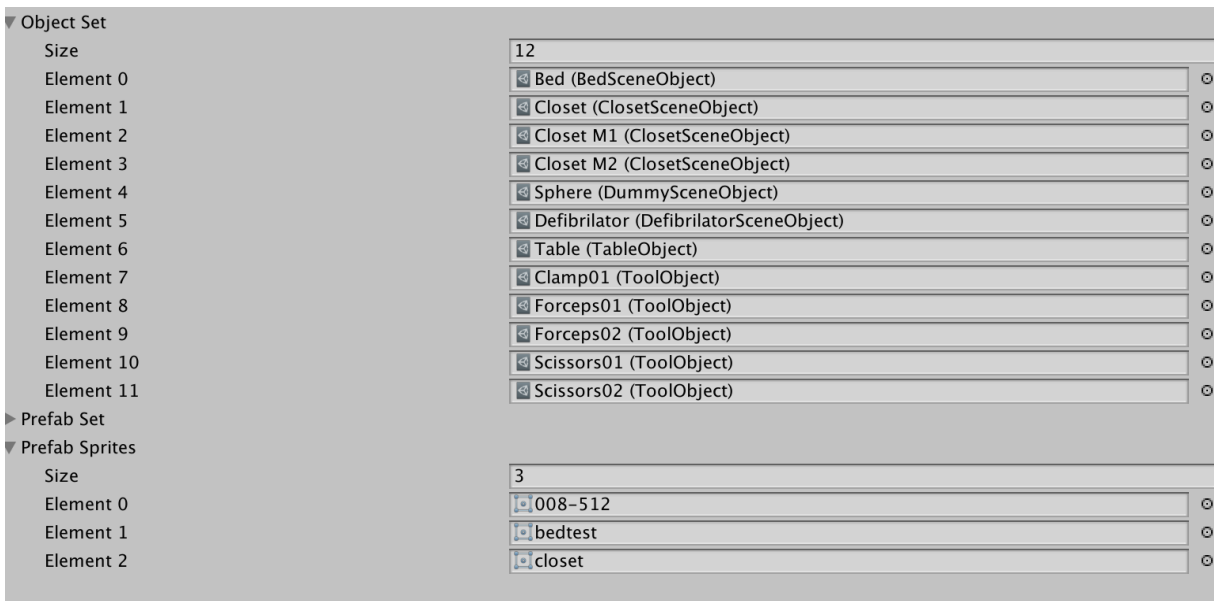 Object Set
Size 12
Element 0 Bed (BedSceneObject)
Element 1 Closet (ClosetSceneObject)
Element 2 Closet M1 (ClosetSceneObject)
Element 3 Closet M2 (ClosetSceneObject)
Element 4 Sphere (DummySceneObject)
Element 5 Defibrilator (DefibrilatorSceneObject)
Element 6 Table (TableObject)
Element 7 Clamp01 (ToolObject)
Element 8 Forceps01 (ToolObject)
Element 9 Forceps02 (ToolObject)
Element 10 Scissors01 (ToolObject)
Element 11 Scissors02 (ToolObject)
Prefab Set
Prefab Sprites
Size 3
Element 0 008-512
Element 1 bedtest
Element 2 closet